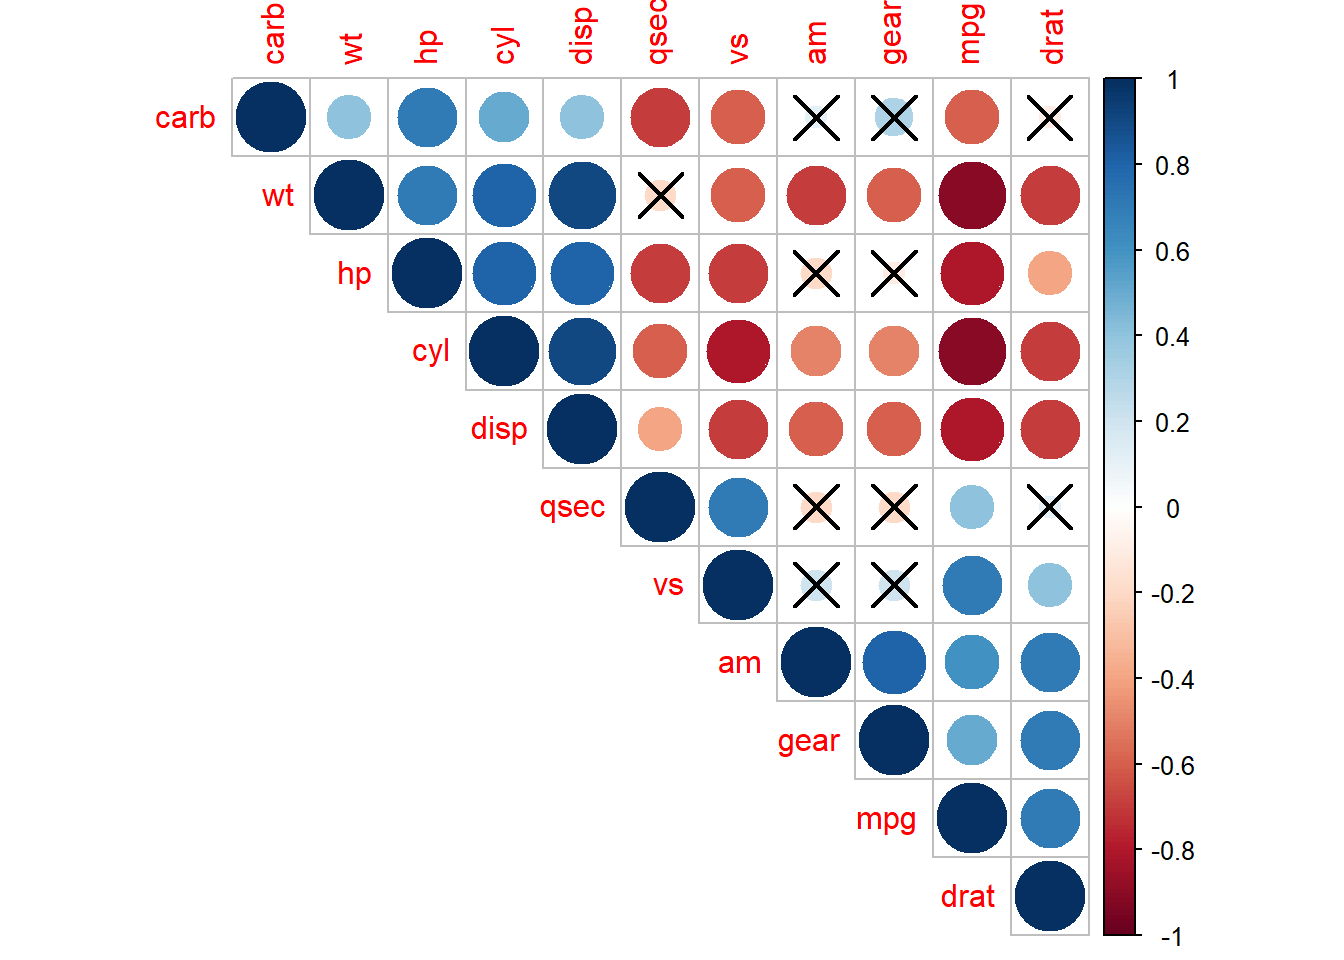 carb wt hp cyl disp qsec vs am gear mpg drat
carb
wt
hp
cyl
disp
qsec
vs
am
gear
mpg
drat
1
0.8
0.6
0.4
0.2
0
-0.2
-0.4
-0.6
-0.8
-1